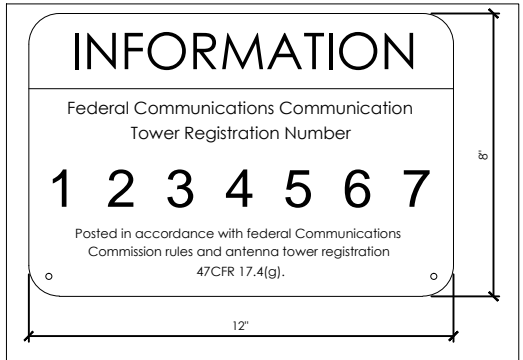 INFORMATION
Federal Communications Communication
Tower Registration Number
1 2 3 4 5 6 7
Posted in accordance with federal Communications
Commission rules and antenna tower registration
47CFR 17.4(g).
8"
12"